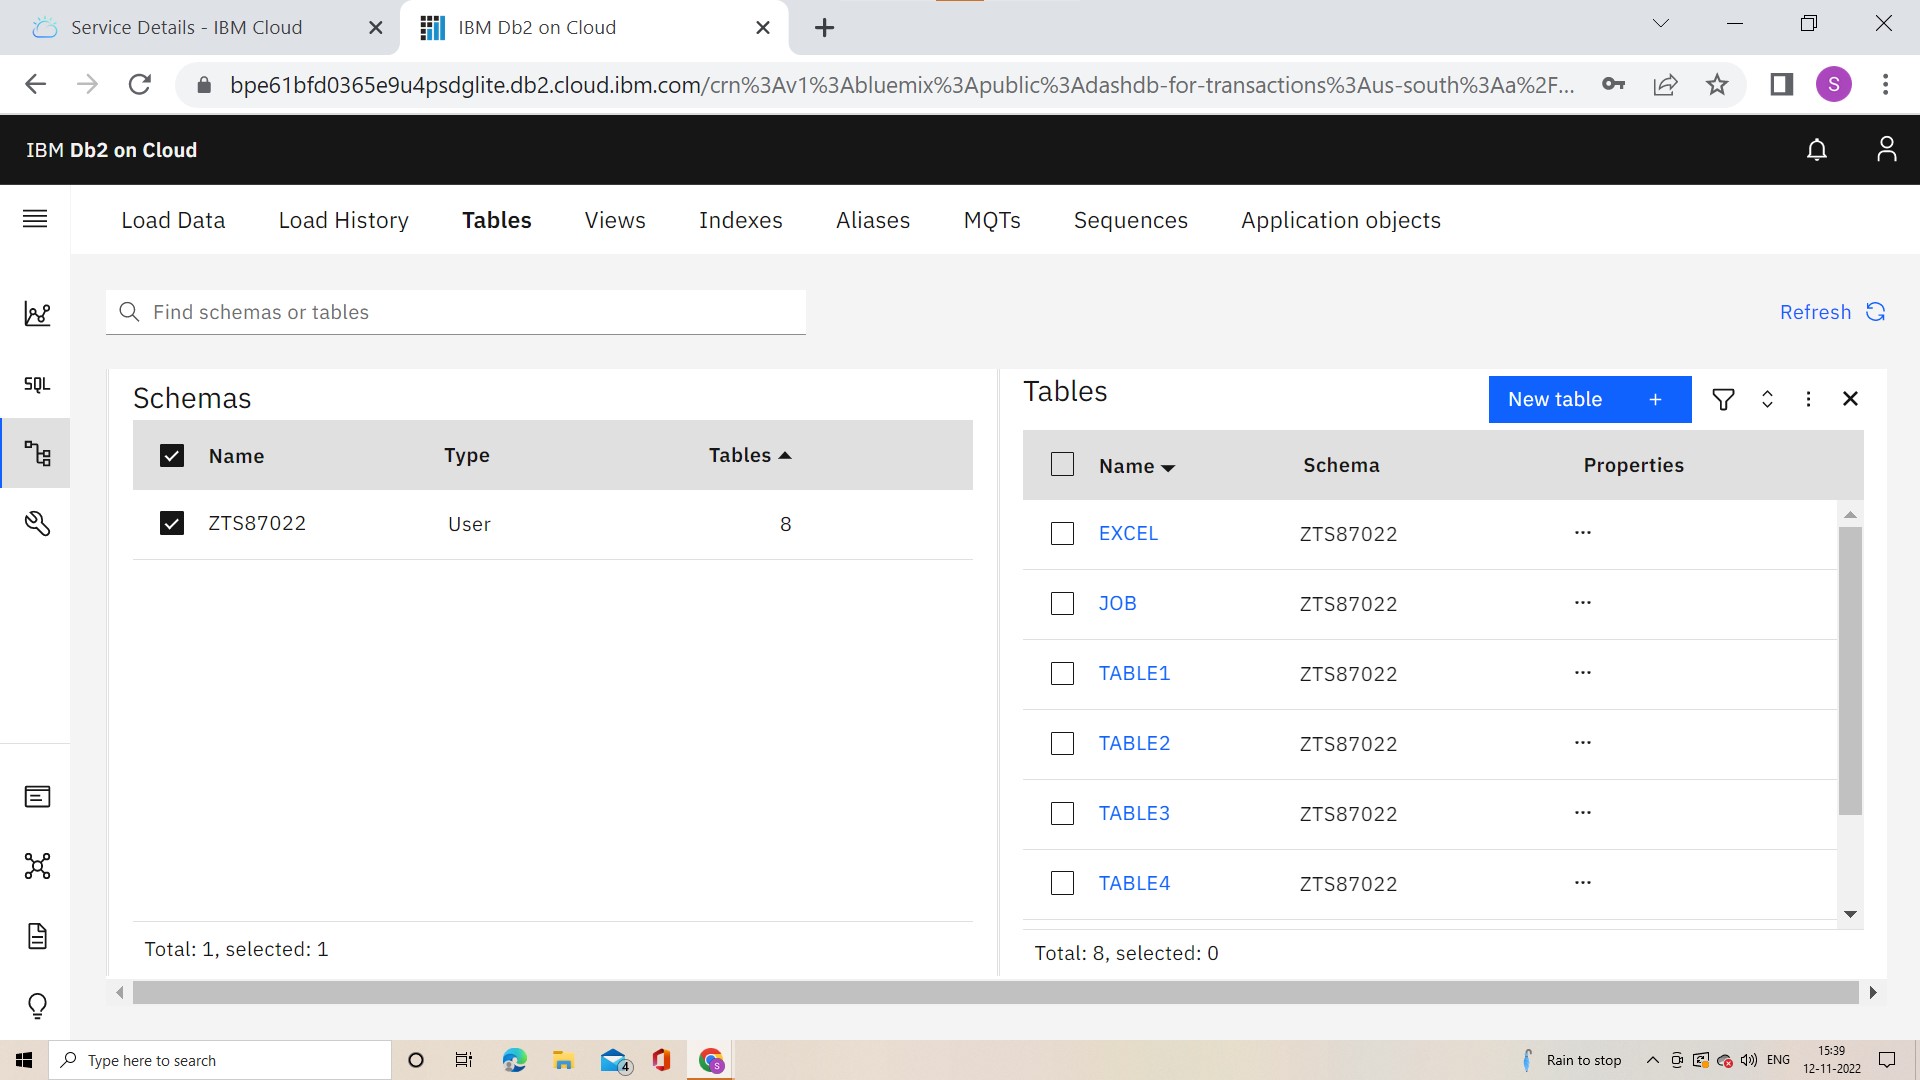 Service Details - IBM Cloud
IBM Db2 on Cloud
bpe61bfd0365e9u4psdglite.db2.cloud.ibm.com/crn%3Av1%3Abluemix%3Apublic%3Adashdb-for-transactions%3Aus-south%3Aa%2F...
S
IBM Db2 on Cloud
Load Data
Load History
Tables
Views
Indexes
Aliases
MQTs
Sequences
Application objects
SQL
Find schemas or tables
Refresh
Schemas
Name Type Tables
ZTS87022 User 8
Total: 1, selected: 1
Tables
New table +
Name Schema Properties
EXCEL ZTS87022 ...
JOB ZTS87022 ...
TABLE1 ZTS87022 ...
TABLE2 ZTS87022 ...
TABLE3 ZTS87022 ...
TABLE4 ZTS87022 ...
Total: 8, selected: 0
Type here to search
4
S
Rain to stop
ENG
15:39
12-11-2022